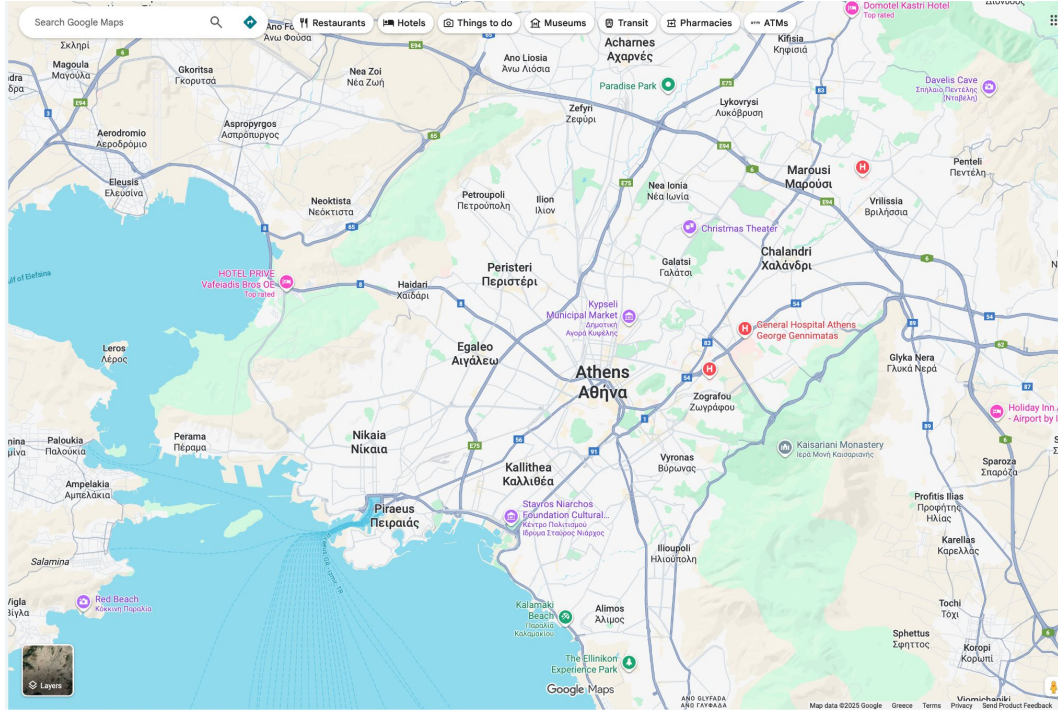 Search Google Maps
Restaurants
Hotels
Things to do
Museums
Transit
Pharmacies
ATMs
Domotel Kastri Hotel
Top rated
Άνω Φούσα
Σκληρί
Magoula
Μαγούλα
Gkoritsa
Γκορυτσά
Nea Zoi
Νέα Ζωή
Ano Liosia
Άνω Λιόσια
Acharnes
Αχαρνές
Kifisia
Κηφισιά
Paradise Park
Davelis Cave
Σπήλαιο Πεντέλης
(Νταβέλη)
Lykovrysi
Λυκόβρυση
Zefyri
Ζεφύρι
Aspropyrgos
Ασπρόπυργος
Aerodromio
Αεροδρόμιο
Marousi
Μαρούσι
Penteli
Πεντέλη
Eleusis
Ελευσίνα
Neoktista
Νεόκτιστα
Petroupoli
Πετρούπολη
Ilion
Ίλιον
Nea Ionia
Νέα Ιωνία
Vrilissia
Βριλήσσια
Christmas Theater
Chalandri
Χαλάνδρι
Galatsi
Γαλάτσι
Peristeri
Περιστέρι
HOTEL PRIVE
Vafeiadis Bros OE
Top rated
Haidari
Χαϊδάρι
Kypseli
Municipal Market
Δημοτική
Αγορά Κυψέλης
General Hospital Athens
George Gennimatas
Leros
Λέρος
Egaleo
Αιγάλεω
Athens
Αθήνα
Glyka Nera
Γλυκά Νερά
Zografou
Ζωγράφου
Holiday Inn
- Airport by
Perama
Πέραμα
Paloukia
Παλούκια
Nikaia
Νίκαια
Kaisariani Monastery
Ιερά Μονή Καισαριανής
Vyronas
Βύρωνας
Sparoza
Σπαρόζα
Kallithea
Καλλιθέα
Ampelakia
Αμπελάκια
Profitis Ilias
Προφήτης
Ηλίας
Piraeus
Πειραιάς
Stavros Niarchos
Foundation Cultural...
Κέντρο Πολιτισμού
Ίδρυμα Σταύρος Νιάρχος
Karellas
Καρελλάς
Ilioupoli
Ηλιούπολη
Salamina
Red Beach
Κόκκινη Παραλία
Kalamaki
Beach
Παραλία
Καλαμακίου
Alimos
Άλιμος
Tochi
Τόχι
Sphettus
Σφηττος
Koropi
Κορωπί
The Ellinikon
Experience Park
Layers
Google Maps
ANO GLYFADA
ΑΝΩ ΓΛΥΦΑΔΑ
Map data ©2025 Google
Greece
Terms
Privacy
Send Product Feedback